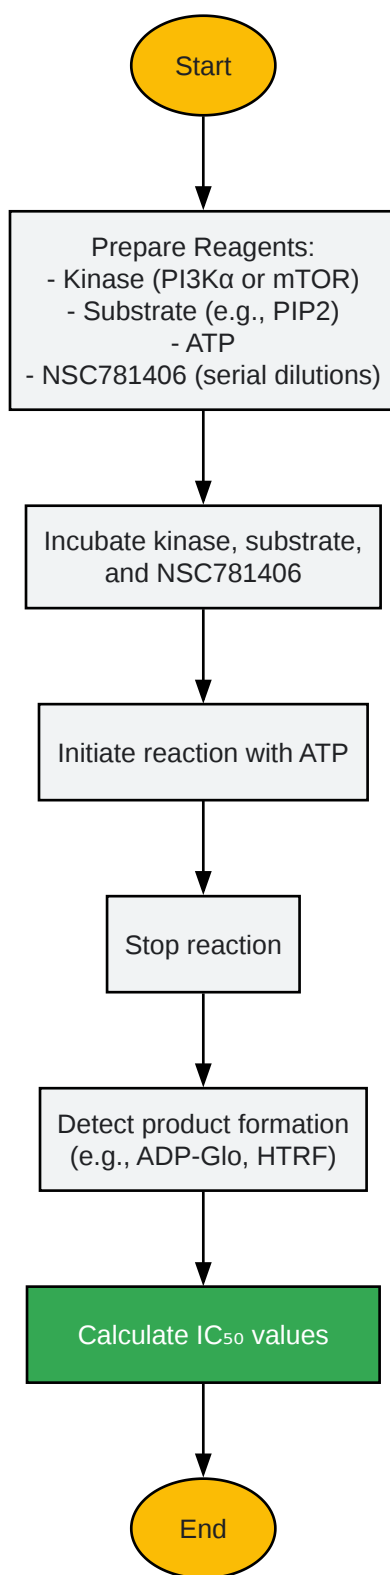 Start
Prepare Reagents:
- Kinase (PI3Kα or mTOR)
- Substrate (e.g., PIP2)
- ATP
- NSC781406 (serial dilutions)
Incubate kinase, substrate,
and NSC781406
Initiate reaction with ATP
Stop reaction
Detect product formation
(e.g., ADP-Glo, HTRF)
Calculate IC₅₀ values
End